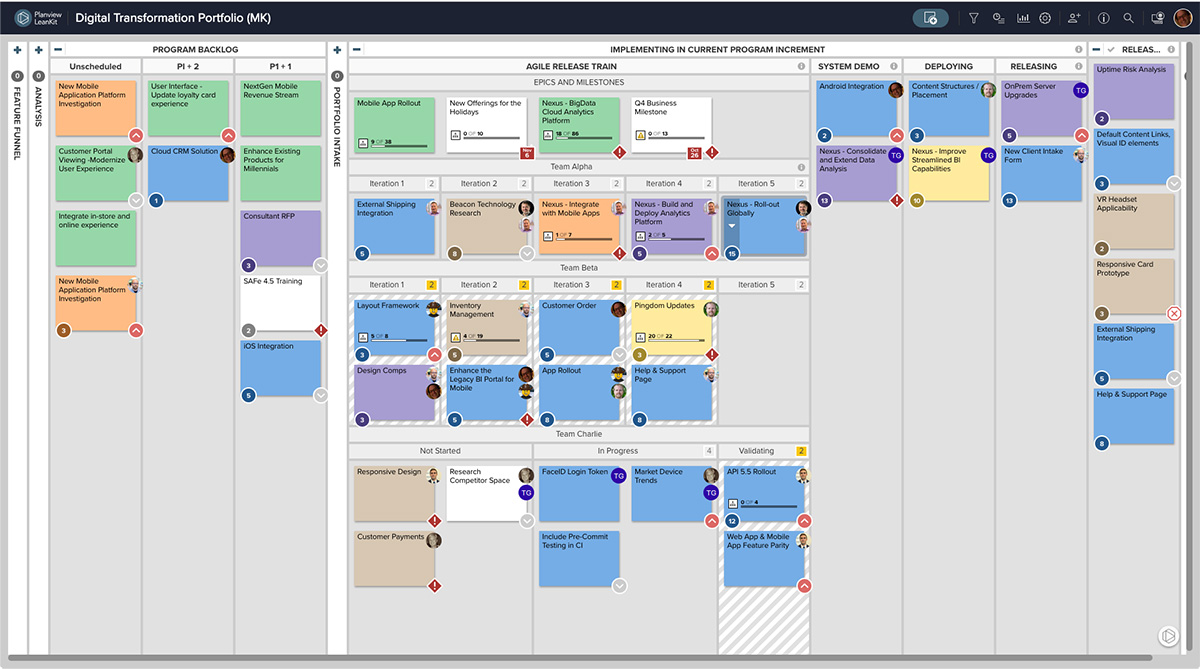 Planview
LeanKit
Digital Transformation Portfolio (MK)
0
FEATURE FUNNEL
0
ANALYSIS
PROGRAM BACKLOG
Unscheduled
PI + 2
P1 + 1
New Mobile
Application Platform
Investigation
Customer Portal
Viewing -Modernize
User Experience
Integrate in-store and
online experience
New Mobile
Application Platform
Investigation
3
User Interface -
Update loyalty card
experience
Cloud CRM Solution
1
NextGen Mobile
Revenue Stream
Enhance Existing
Products for
Millennials
Consultant RFP
3
SAFe 4.5 Training
2
iOS Integration
5
0
PORTFOLIO INTAKE
IMPLEMENTING IN CURRENT PROGRAM INCREMENT
AGILE RELEASE TRAIN
EPICS AND MILESTONES
Mobile App Rollout
9 OF 38
New Offerings for the
Holidays
0 OF 10
Nov
6
Nexus - BigData
Cloud Analytics
Platform
18 OF 86
Q4 Business
Milestone
0 OF 13
Oct
26
Team Alpha
Iteration 1 2
Iteration 2 2
Iteration 3 2
Iteration 4 2
Iteration 5 2
External Shipping
Integration
5
Beacon Technology
Research
8
Nexus - Integrate
with Mobile Apps
1 OF 7
Nexus - Build and
Deploy Analytics
Platform
2 OF 5
5
Nexus - Roll-out
Globally
15
Team Beta
Iteration 1 2
Iteration 2 2
Iteration 3 2
Iteration 4 2
Iteration 5 2
Layout Framework
5 OF 8
3
Inventory
Management
4 OF 19
5
Customer Order
5
Pingdom Updates
20 OF 22
3
Design Comps
3
Enhance the
Legacy BI Portal for
Mobile
5
App Rollout
8
Help & Support
Page
8
Team Charlie
Not Started
In Progress 4
Validating 2
Responsive Design
Research
Competitor Space
TG
FaceID Login Token
TG
Market Device
Trends
TG
API 5.5 Rollout
0 OF 4
12
Customer Payments
Include Pre-Commit
Testing in CI
Web App & Mobile
App Feature Parity
SYSTEM DEMO
Android Integration
2
Nexus - Consolidate
and Extend Data
Analysis
TG
13
DEPLOYING
Content Structures /
Placement
3
Nexus - Improve
Streamlined BI
Capabilities
TG
10
RELEASING
OnPrem Server
Upgrades
TG
5
New Client Intake
Form
13
RELEAS...
Uptime Risk Analysis
2
Default Content Links,
Visual ID elements
3
VR Headset
Applicability
2
Responsive Card
Prototype
3
External Shipping
Integration
5
Help & Support Page
8